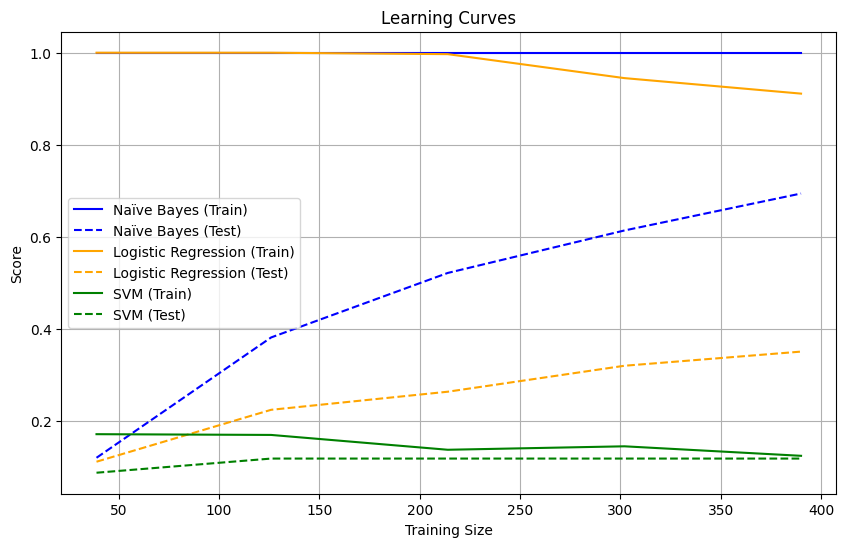 Learning Curves
1.0
0.8
0.6
0.4
0.2
Score
Naïve Bayes (Train)
Naïve Bayes (Test)
Logistic Regression (Train)
Logistic Regression (Test)
SVM (Train)
SVM (Test)
50 100 150 200 250 300 350 400
Training Size